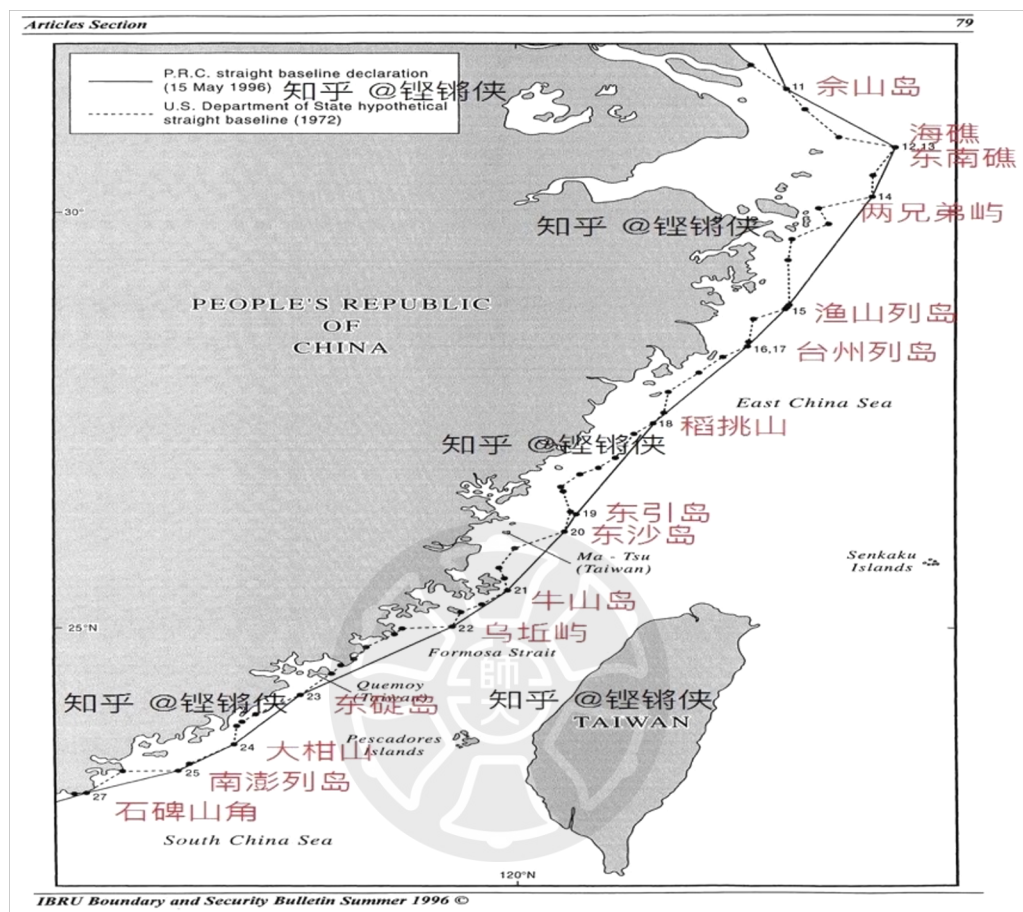 Articles Section
79
P.R.C. straight baseline declaration
(15 May 1996)
知乎 @铿锵侠
U.S. Department of State hypothetical
straight baseline (1972)
11
佘山岛
海礁
12,13
东南礁
30°
14
两兄弟屿
知乎 @铿锵侠
PEOPLE'S REPUBLIC
OF
CHINA
15
渔山列岛
16,17
台州列岛
East China Sea
18
稻挑山
知乎 @铿锵侠
19
东引岛
20
东沙岛
Ma - Tsu
(Taiwan)
Senkaku
Islands
21
牛山岛
25°N
22
乌坵屿
Formosa Strait
師大
Quemoy
(Taiwan)
知乎 @铿锵侠
23
东碇岛
知乎 @铿锵侠
TAIWAN
24
大柑山
Pescadores
Islands
25
南澎列岛
27
石碑山角
South China Sea
120°N
IBRU Boundary and Security Bulletin Summer 1996 ©